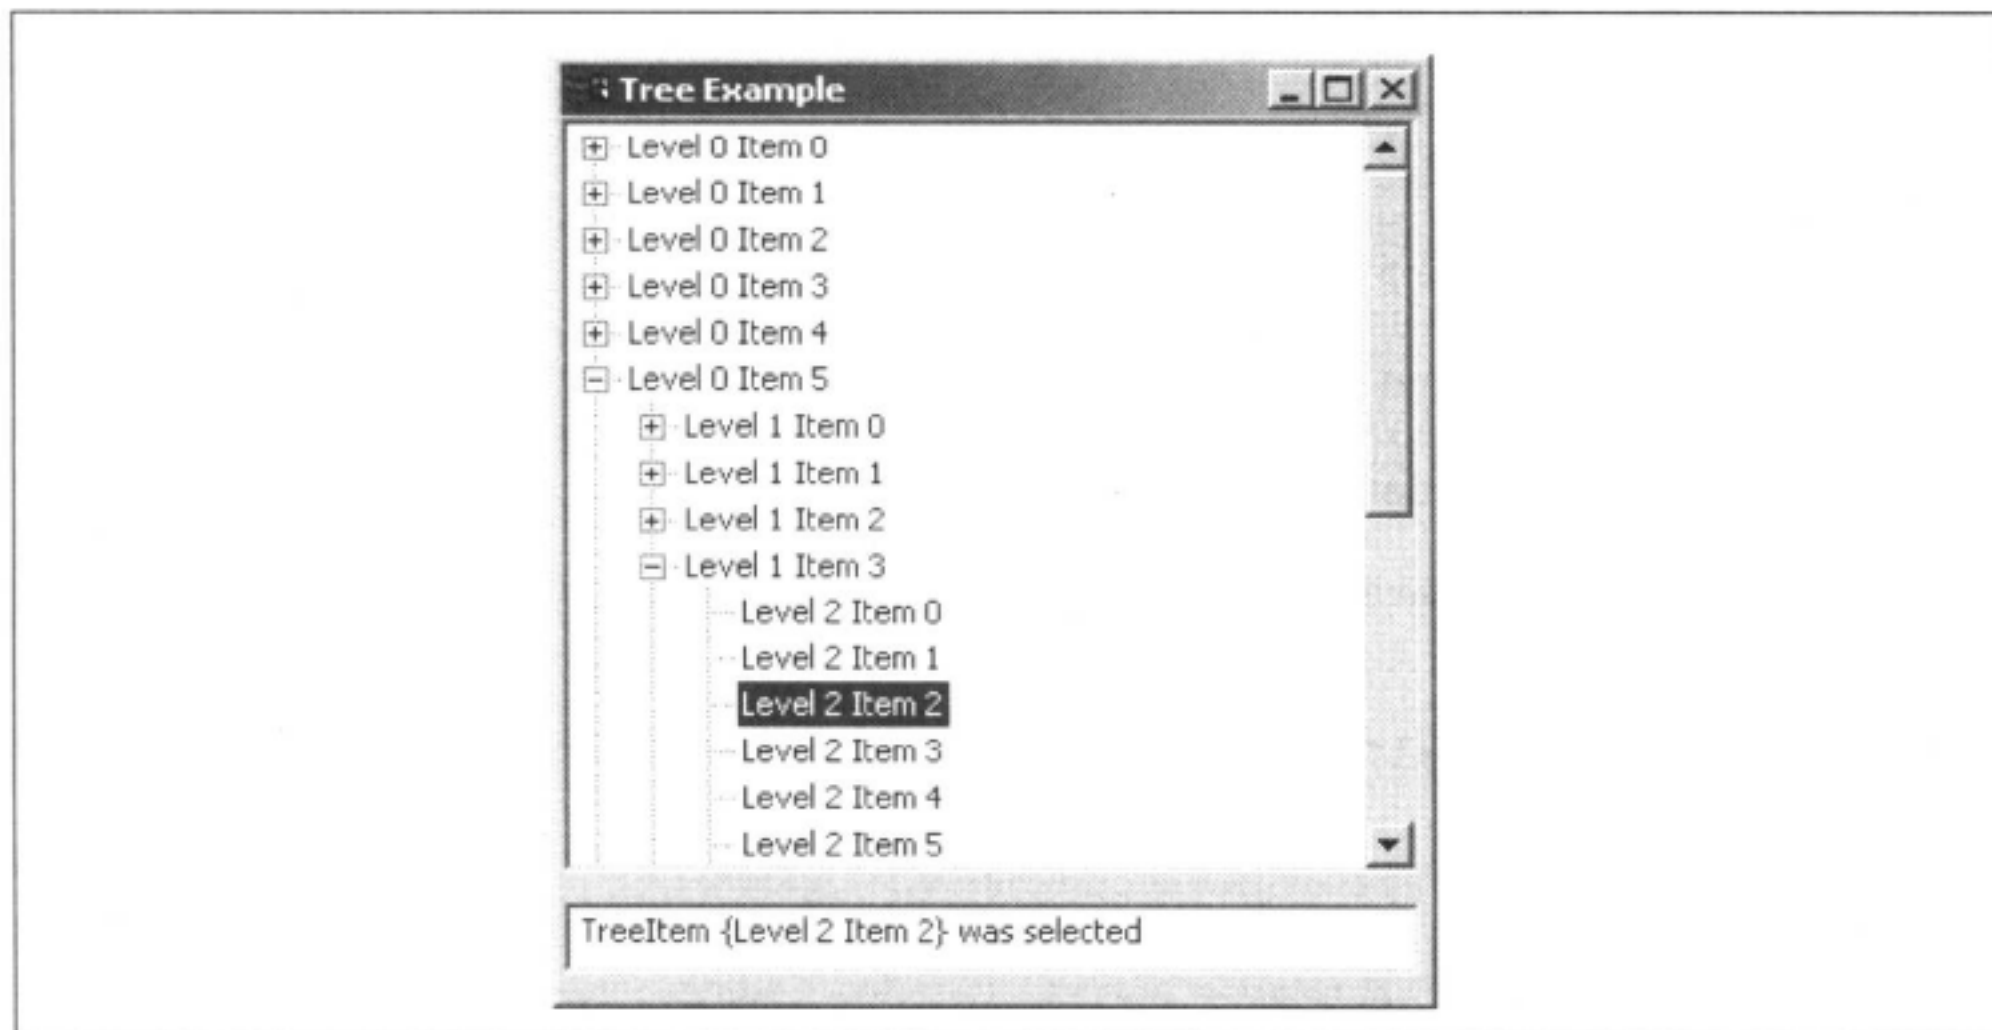 Tree Example
Level 0 Item 0
Level 0 Item 1
Level 0 Item 2
Level 0 Item 3
Level 0 Item 4
Level 0 Item 5
Level 1 Item 0
Level 1 Item 1
Level 1 Item 2
Level 1 Item 3
Level 2 Item 0
Level 2 Item 1
Level 2 Item 2
Level 2 Item 3
Level 2 Item 4
Level 2 Item 5
TreeItem {Level 2 Item 2} was selected